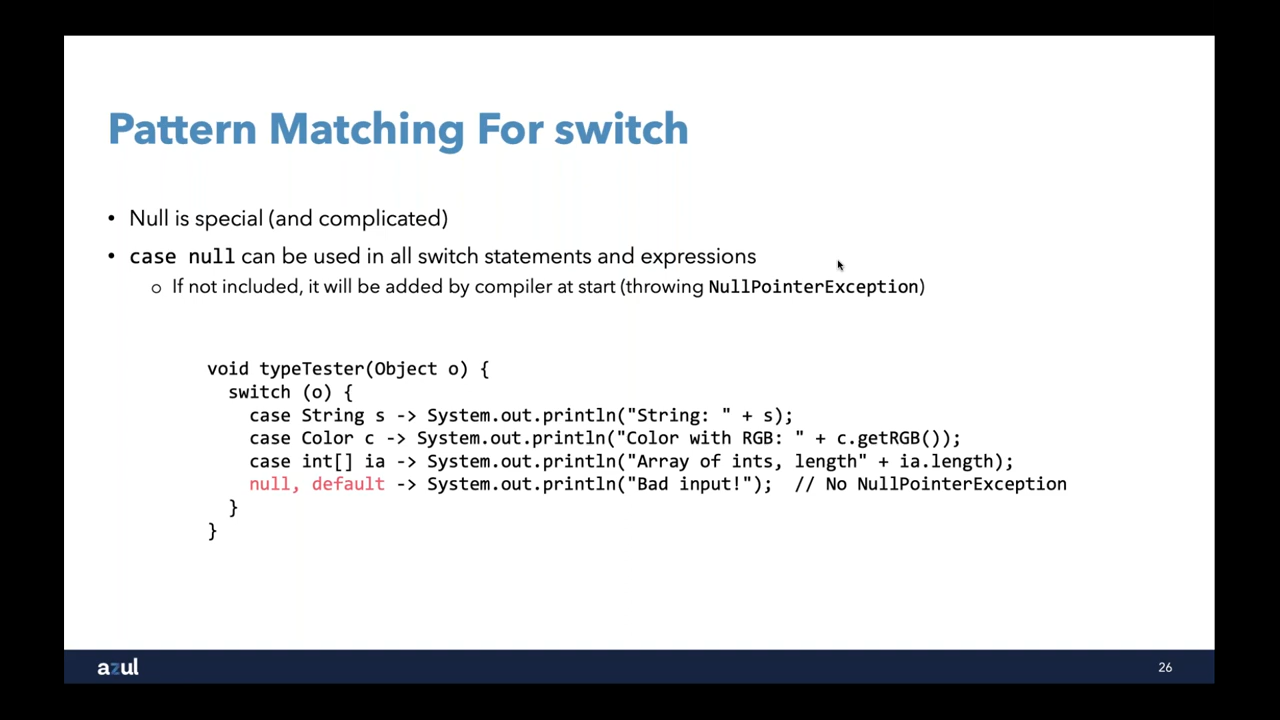 Pattern Matching For switch
• Null is special (and complicated)
• case null can be used in all switch statements and expressions
o If not included, it will be added by compiler at start (throwing NullPointerException)
void typeTester(Object o) {
switch (o) {
case String s -> System.out.println("String: " + s);
case Color c -> System.out.println("Color with RGB: " + c.getRGB());
case int[] ia -> System.out.println("Array of ints, length" + ia.length);
null, default -> System.out.println("Bad input!");  // No NullPointerException
}
}
azul
26